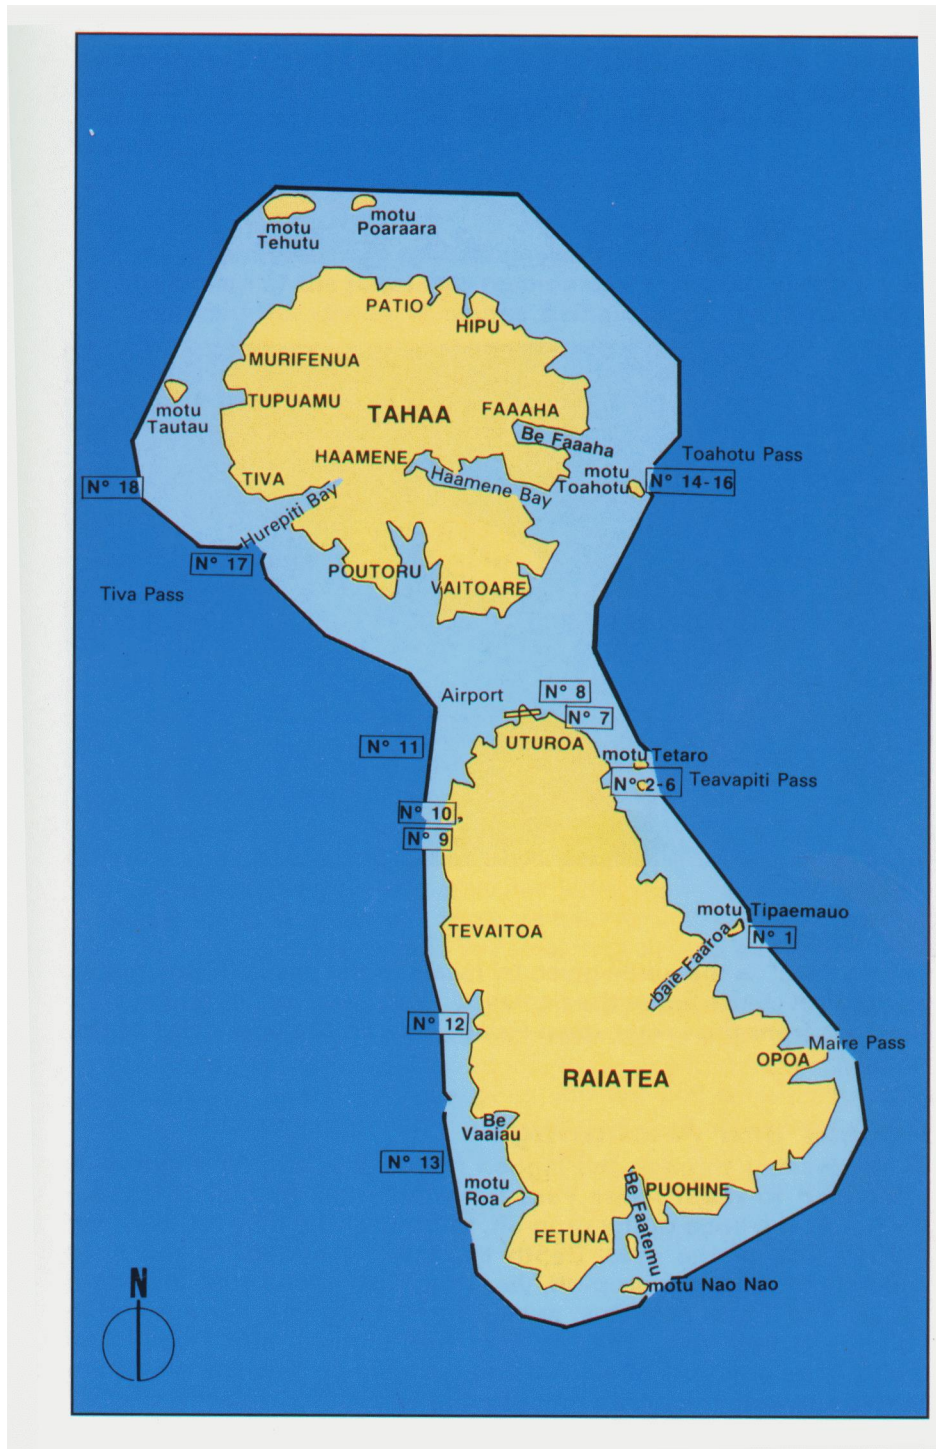 motu
Tehutu
motu
Poaraara
PATIO
HIPU
MURIFENUA
TUPUAMU
motu
Tautau
TAHAA
FAAAHA
Be Faaaha
HAAMENE
Haamene Bay
motu
Toahotu
Toahotu Pass
N° 14-16
N° 18
TIVA
Hurepiti Bay
N° 17
Tiva Pass
POUTORU
VAITOARE
Airport
N° 8
N° 7
UTUROA
N° 11
motu Tetaro
N° 2-6
Teavapiti Pass
N° 10
N° 9
TEVAITOA
motu Tipaemauo
N° 1
baie Faaroa
N° 12
Maire Pass
OPOA
RAIATEA
Be
Vaaiau
N° 13
motu
Roa
PUOHINE
Be Faatemu
FETUNA
motu Nao Nao
N